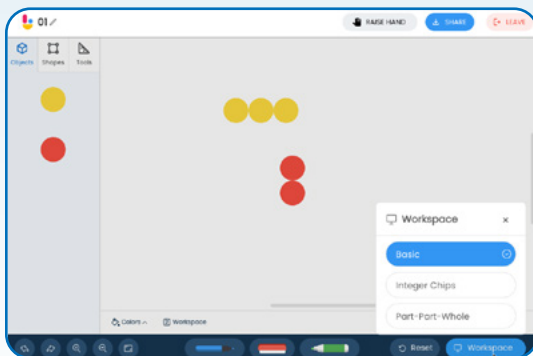 01
RAISE HAND
SHARE
LEAVE
Objects
Shapes
Tools
Workspace
Basic
Integer Chips
Part-Part-Whole
Colors
Workspace
Reset
Workspace